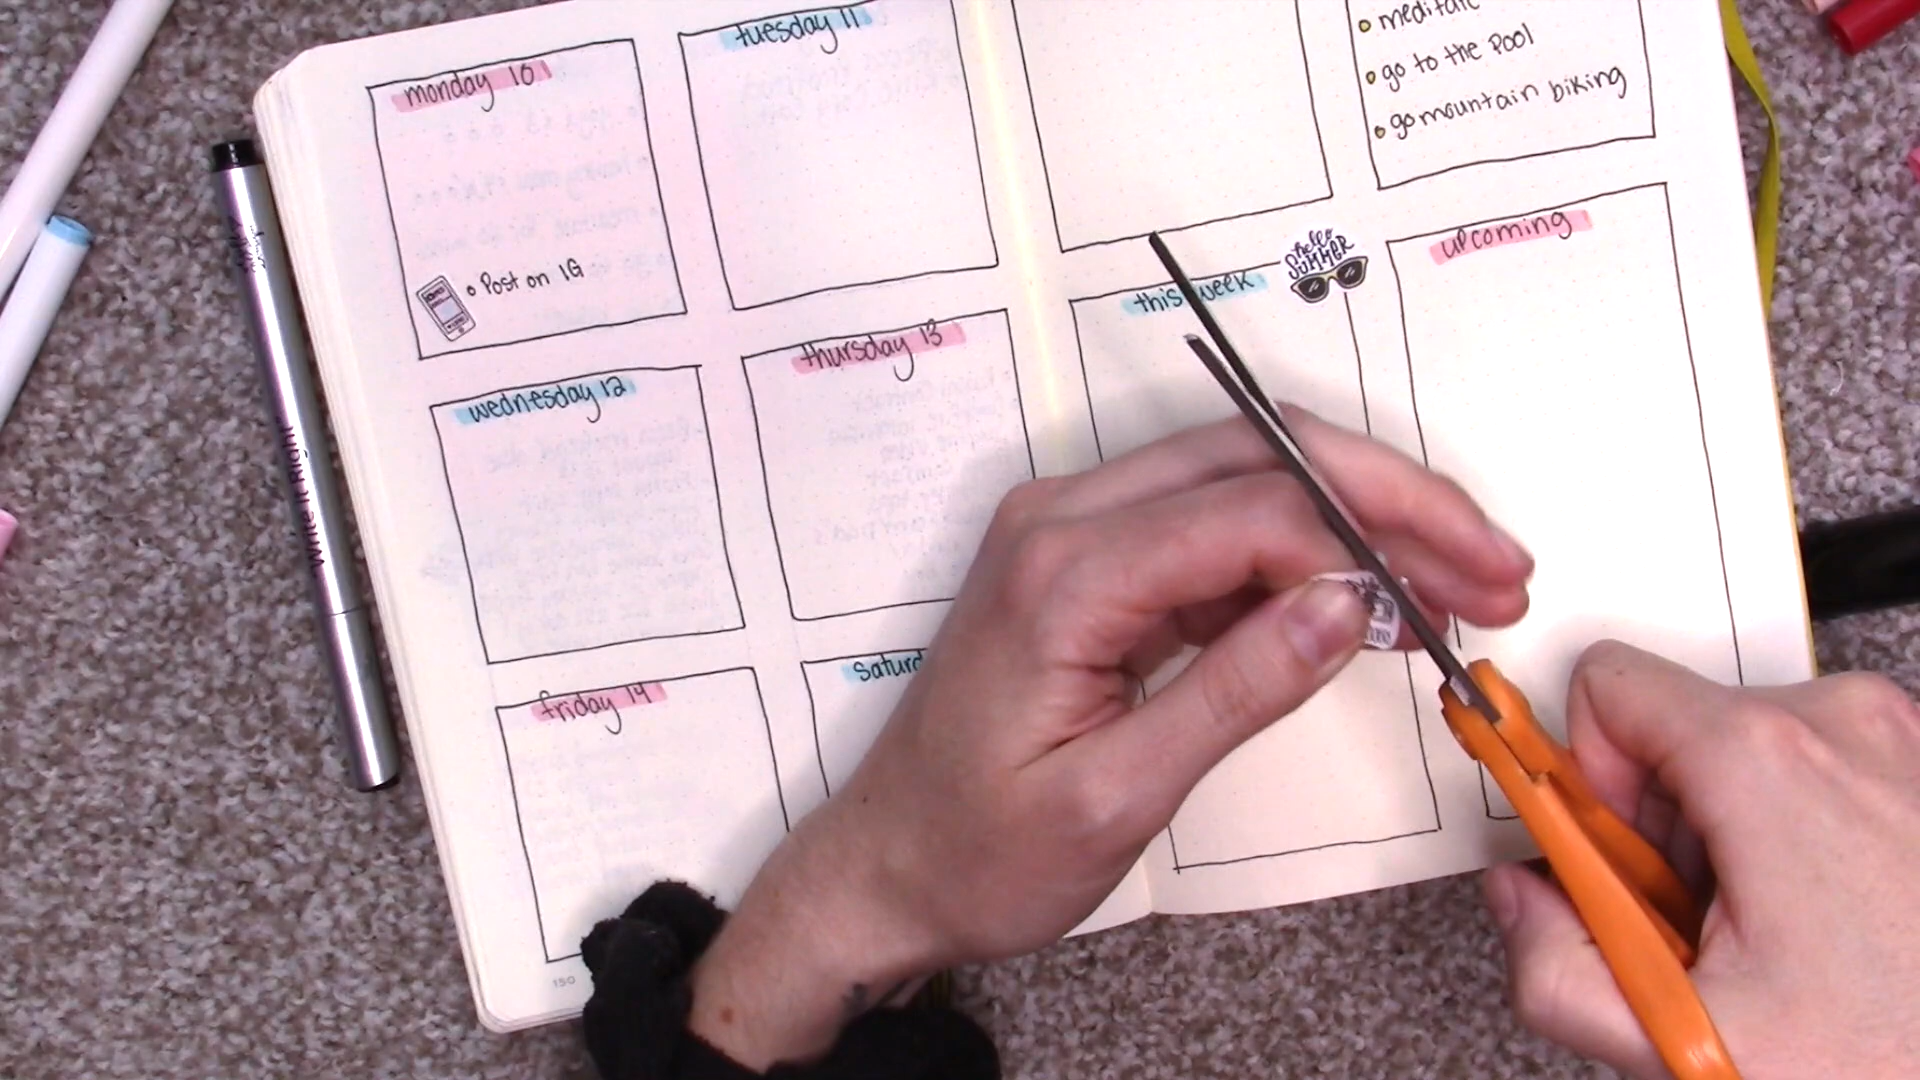 monday 10
• Post on IG
tuesday 11
wednesday 12
thursday 13
friday 14
150
• meditate
• go to the pool
• go mountain biking
this week
hello
SUMMER
upcoming
Write It Right